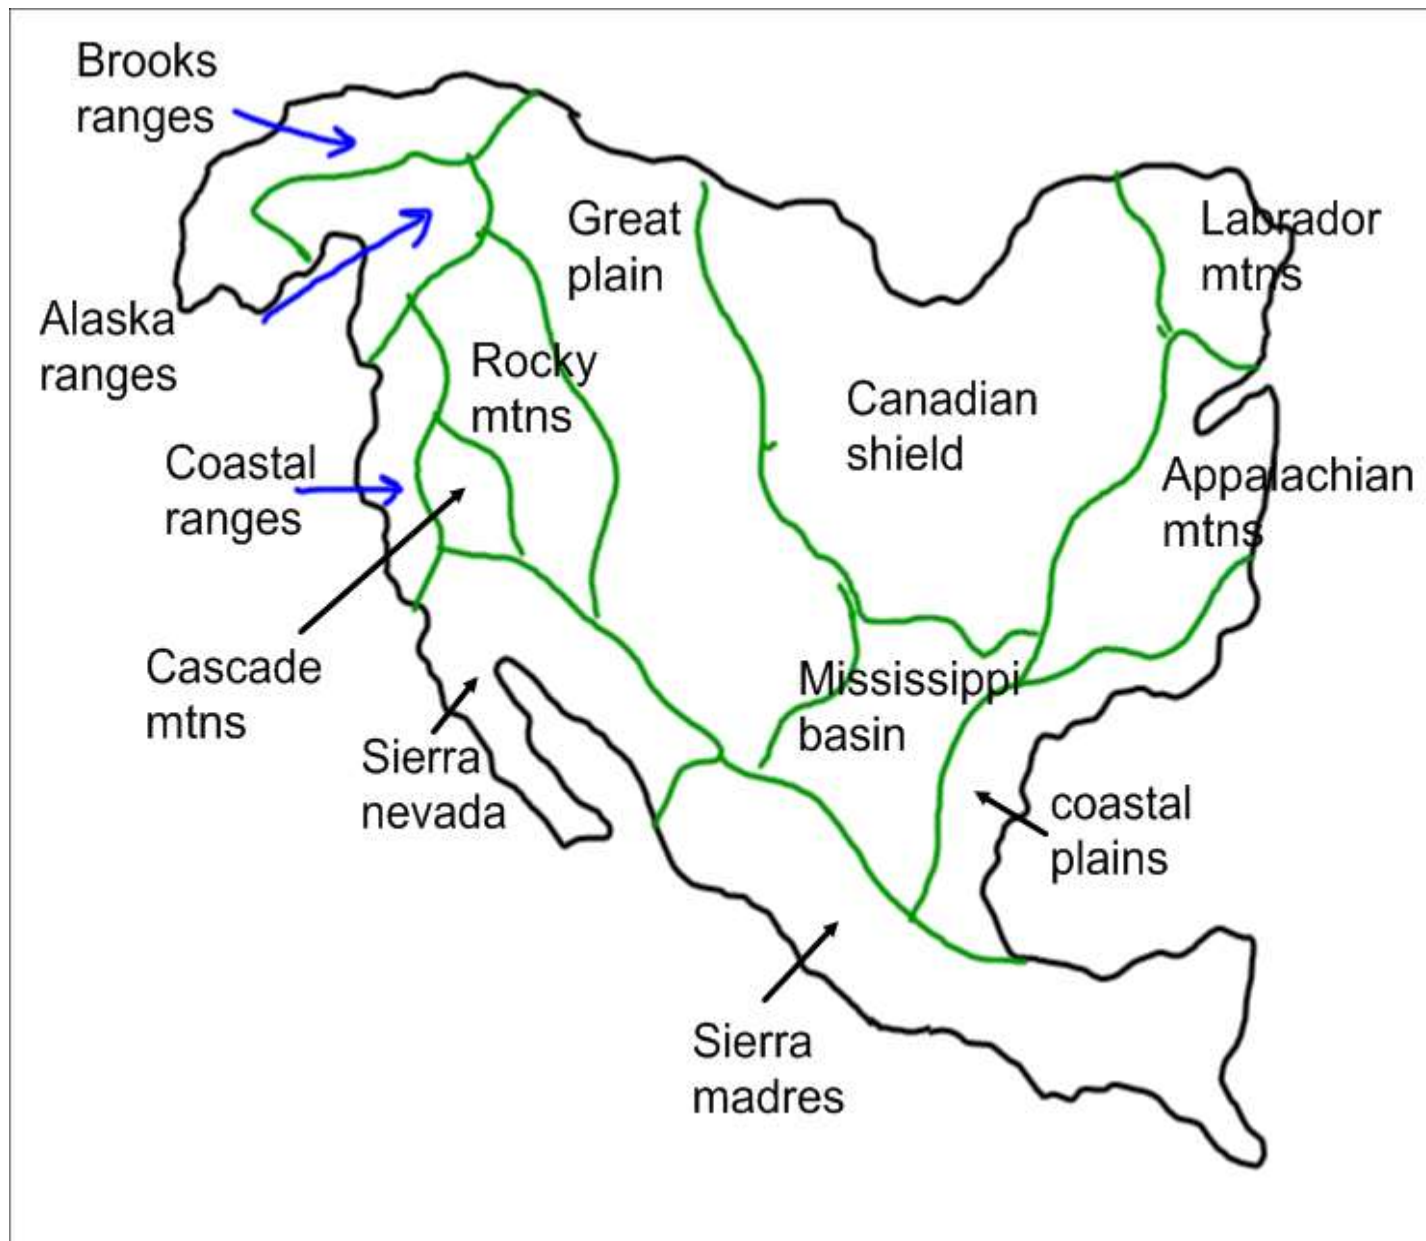 Brooks
ranges
Great
plain
Labrador
mtns
Alaska
ranges
Rocky
mtns
Canadian
shield
Coastal
ranges
Appalachian
mtns
Cascade
mtns
Mississippi
basin
Sierra
nevada
coastal
plains
Sierra
madres